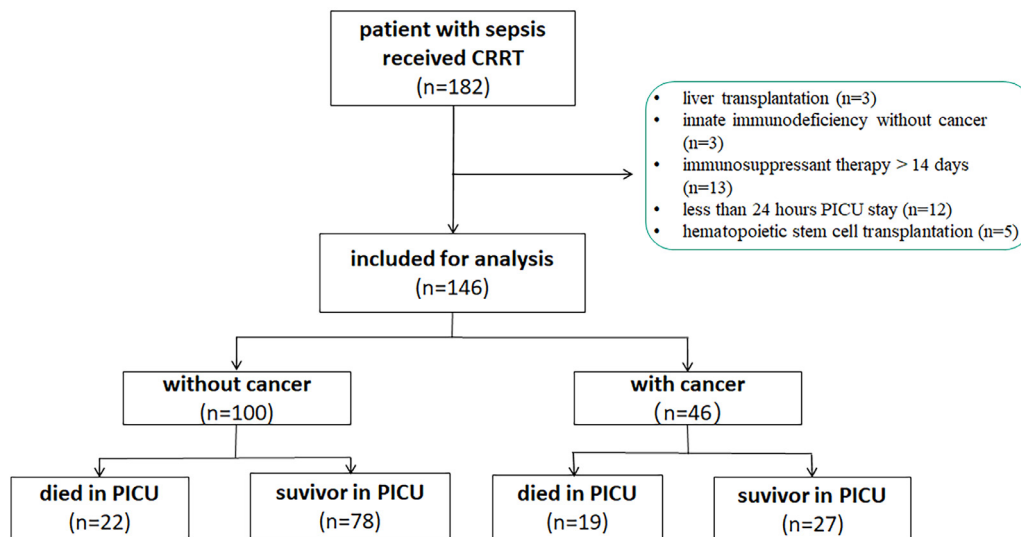 patient with sepsis
received CRRT
(n=182)
• liver transplantation (n=3)
• innate immunodeficiency without cancer
(n=3)
• immunosuppressant therapy > 14 days
(n=13)
• less than 24 hours PICU stay (n=12)
• hematopoietic stem cell transplantation (n=5)
included for analysis
(n=146)
without cancer
(n=100)
with cancer
(n=46)
died in PICU
(n=22)
suvivor in PICU
(n=78)
died in PICU
(n=19)
suvivor in PICU
(n=27)